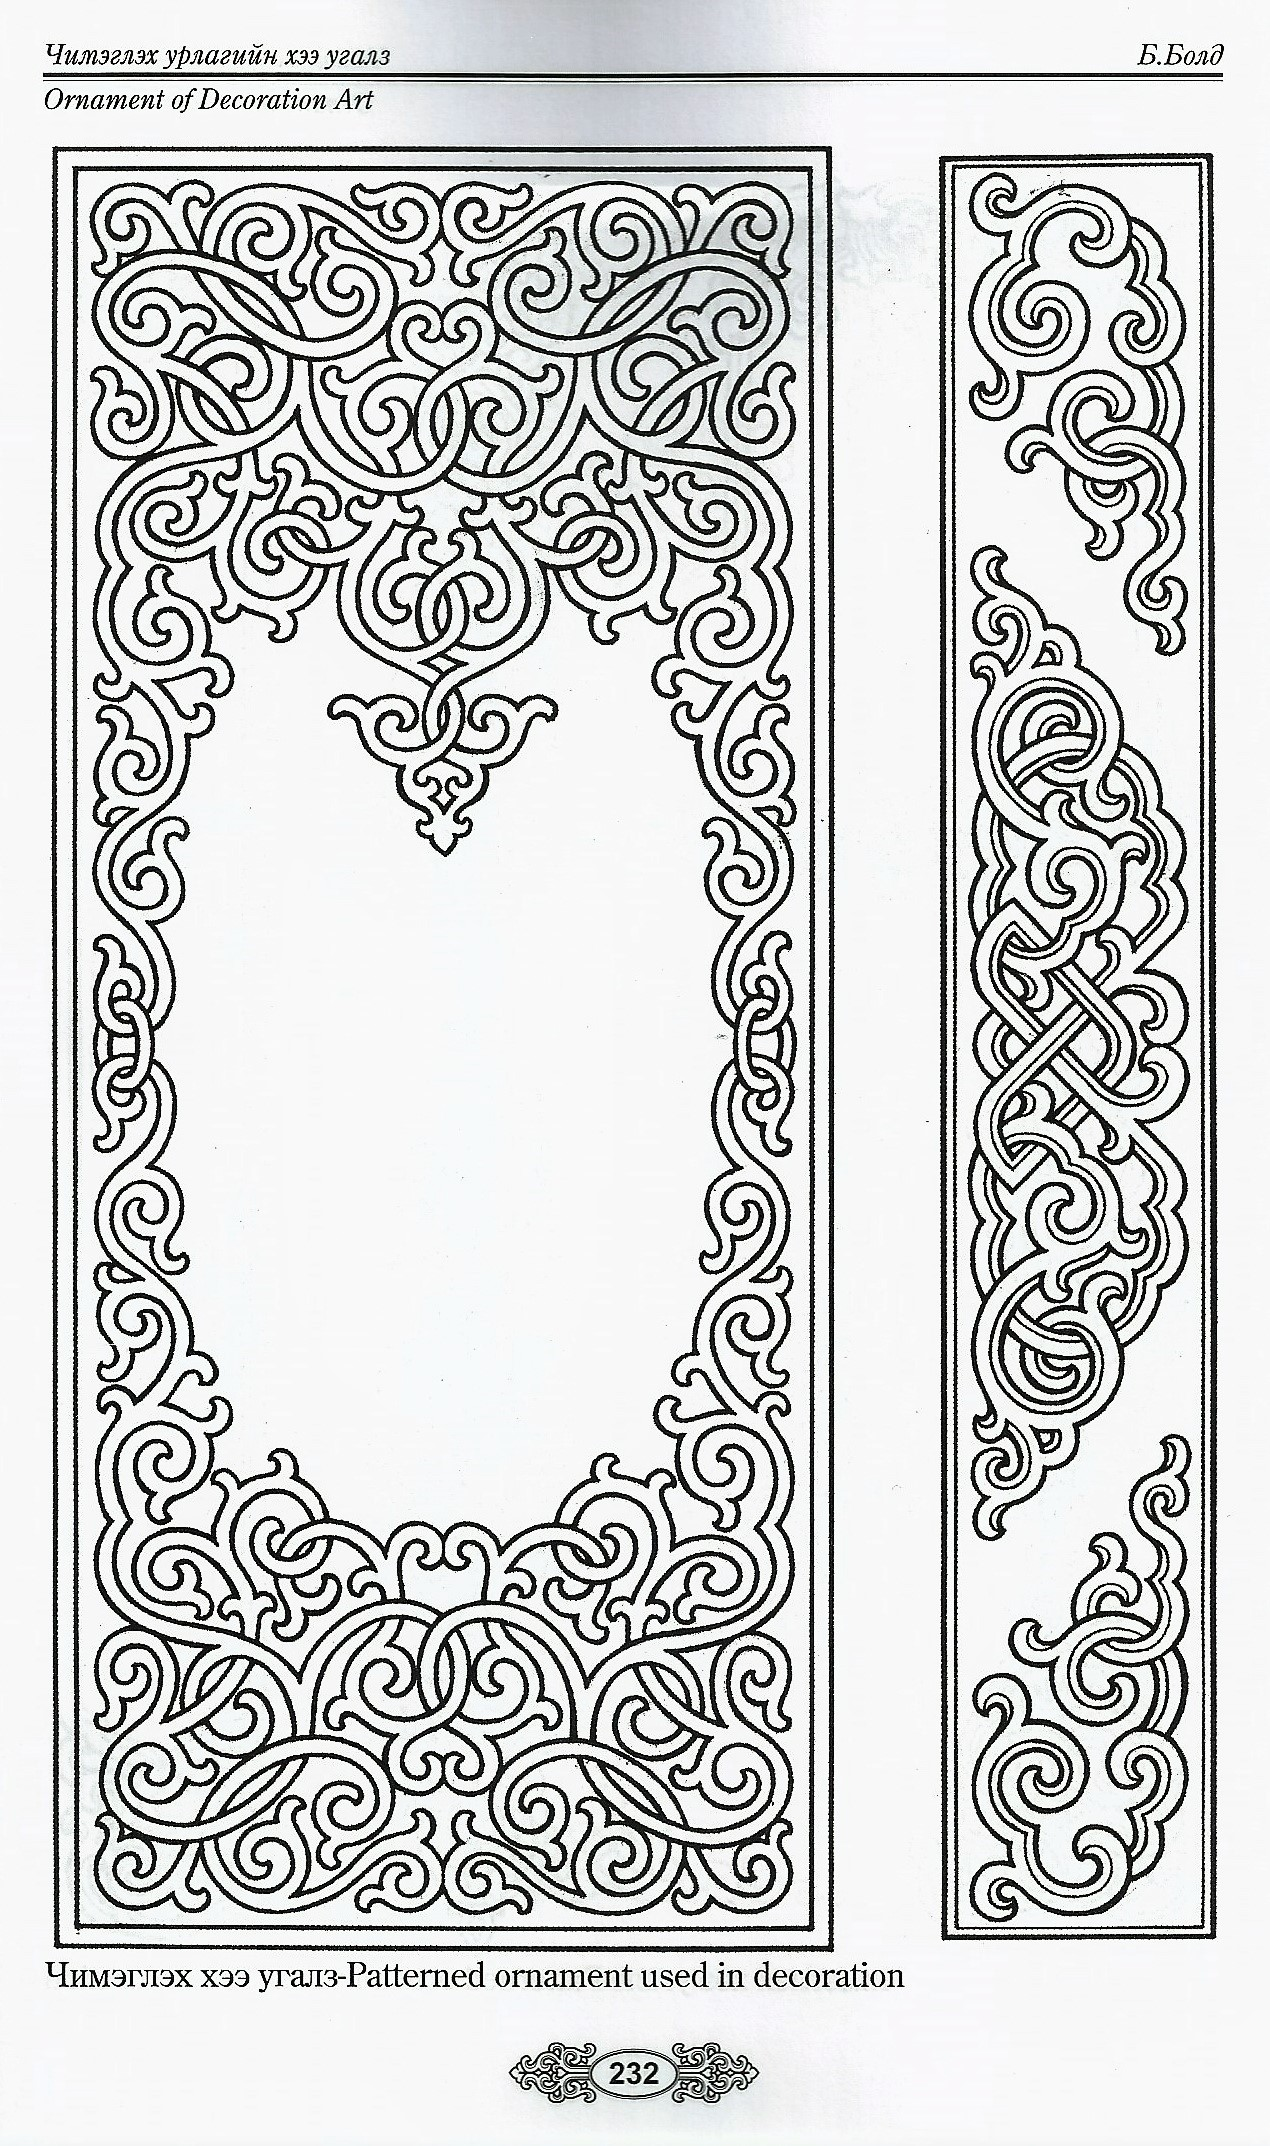 Чимэглэх урлагийн хээ угалз
Б.Болд
Ornament of Decoration Art
Чимэглэх хээ угалз-Patterned ornament used in decoration
232